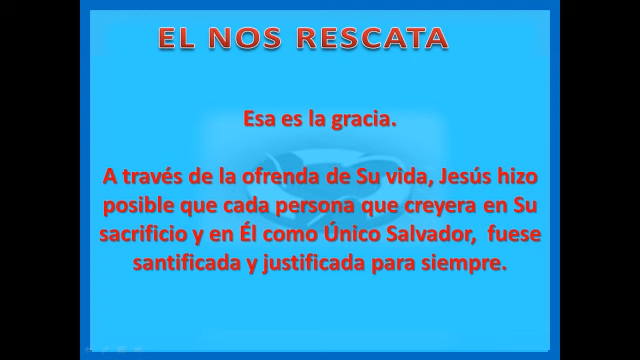 EL NOS RESCATA
Esa es la gracia.
A través de la ofrenda de Su vida, Jesús hizo
posible que cada persona que creyera en Su
sacrificio y en Él como Único Salvador, fuese
santificada y justificada para siempre.